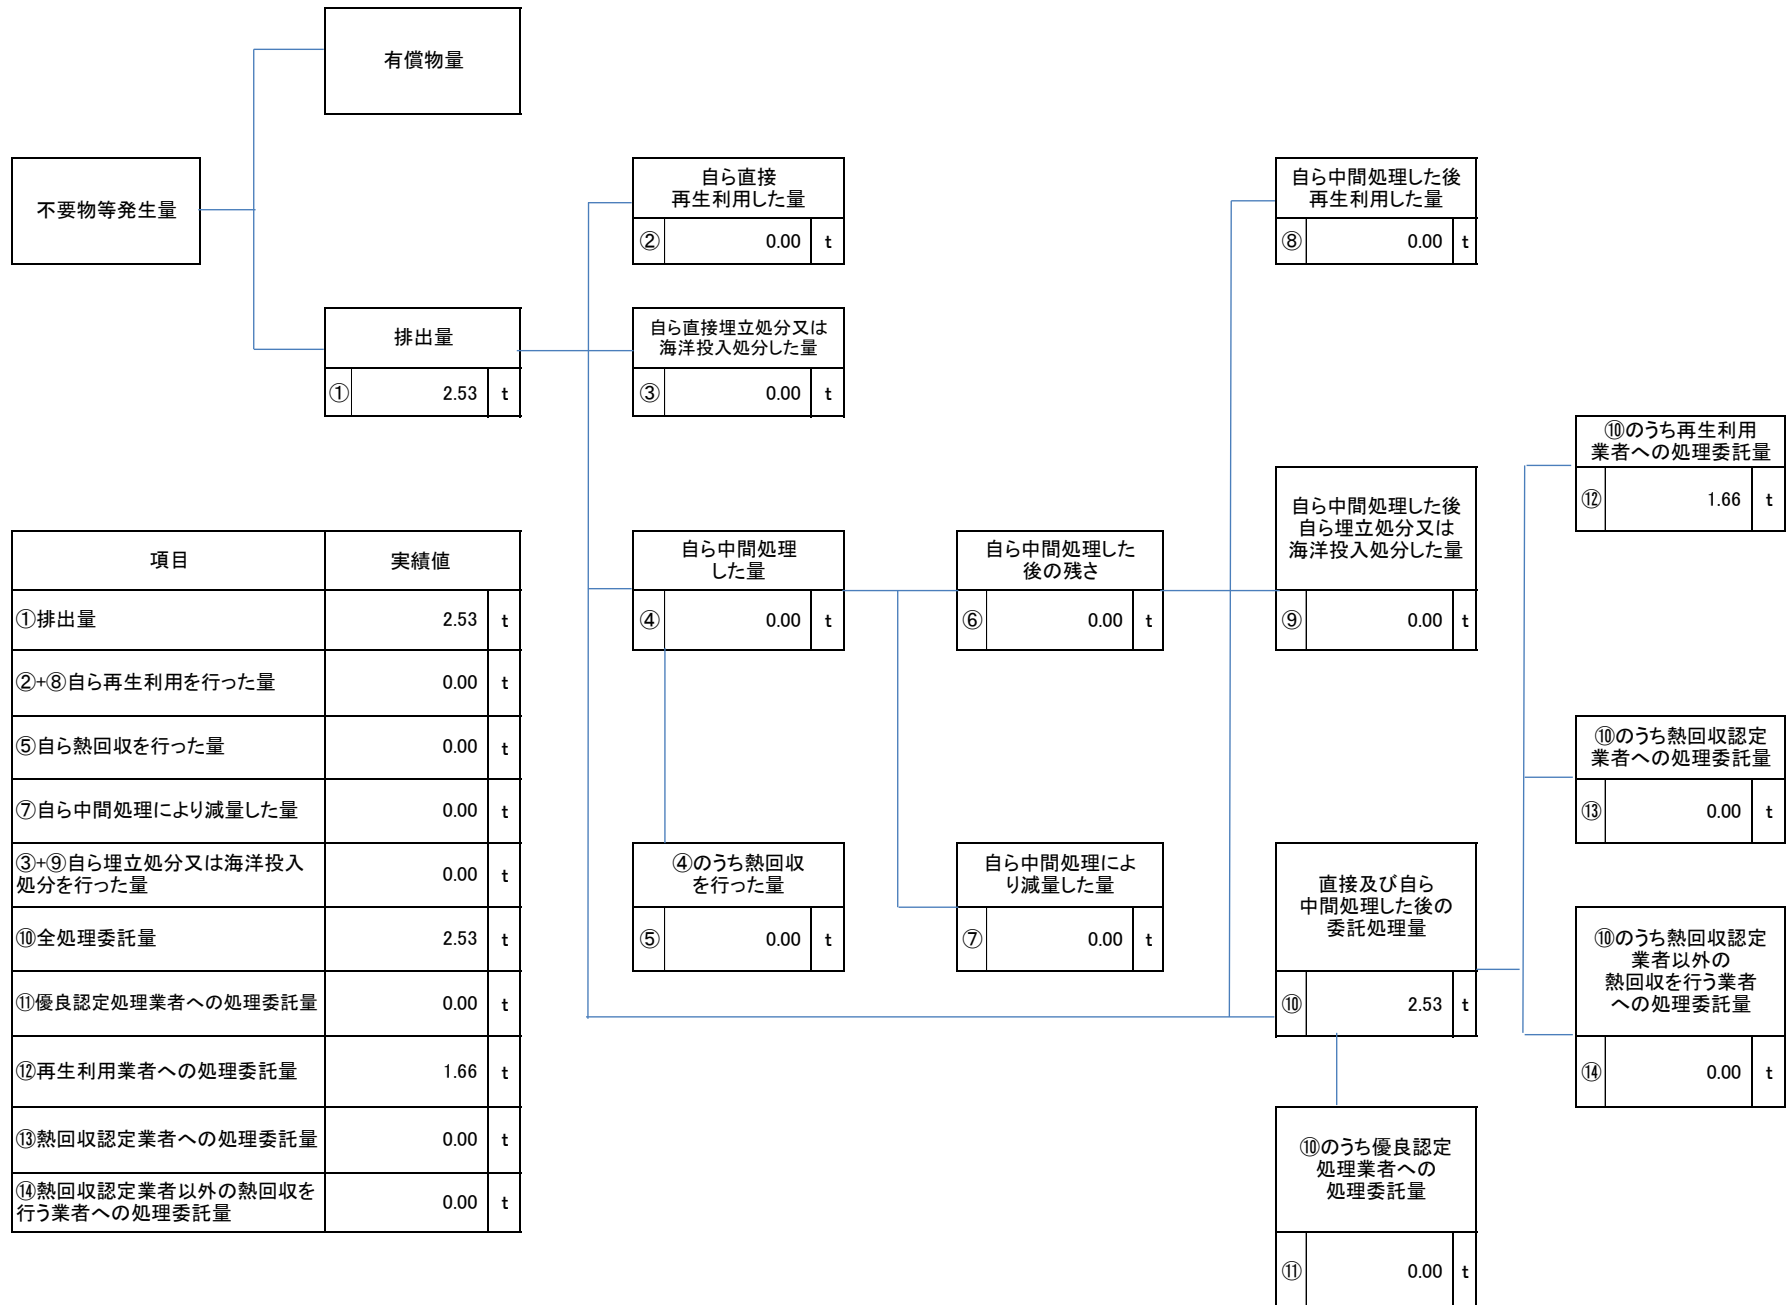 有償物量
不要物等発生量
排出量
① 2.53 t
自ら直接
再生利用した量
② 0.00 t
自ら直接埋立処分又は
海洋投入処分した量
③ 0.00 t
自ら中間処理
した量
④ 0.00 t
④のうち熱回収
を行った量
⑤ 0.00 t
自ら中間処理した
後の残さ
⑥ 0.00 t
自ら中間処理によ
り減量した量
⑦ 0.00 t
自ら中間処理した後
再生利用した量
⑧ 0.00 t
自ら中間処理した後
自ら埋立処分又は
海洋投入処分した量
⑨ 0.00 t
直接及び自ら
中間処理した後の
委託処理量
⑩ 2.53 t
⑩のうち優良認定
処理業者への
処理委託量
⑪ 0.00 t
⑩のうち再生利用
業者への処理委託量
⑫ 1.66 t
⑩のうち熱回収認定
業者への処理委託量
⑬ 0.00 t
⑩のうち熱回収認定
業者以外の
熱回収を行う業者
への処理委託量
⑭ 0.00 t
項目 実績値
①排出量 2.53 t
②+⑧自ら再生利用を行った量 0.00 t
⑤自ら熱回収を行った量 0.00 t
⑦自ら中間処理により減量した量 0.00 t
③+⑨自ら埋立処分又は海洋投入
処分を行った量 0.00 t
⑩全処理委託量 2.53 t
⑪優良認定処理業者への処理委託量 0.00 t
⑫再生利用業者への処理委託量 1.66 t
⑬熱回収認定業者への処理委託量 0.00 t
⑭熱回収認定業者以外の熱回収を
行う業者への処理委託量 0.00 t